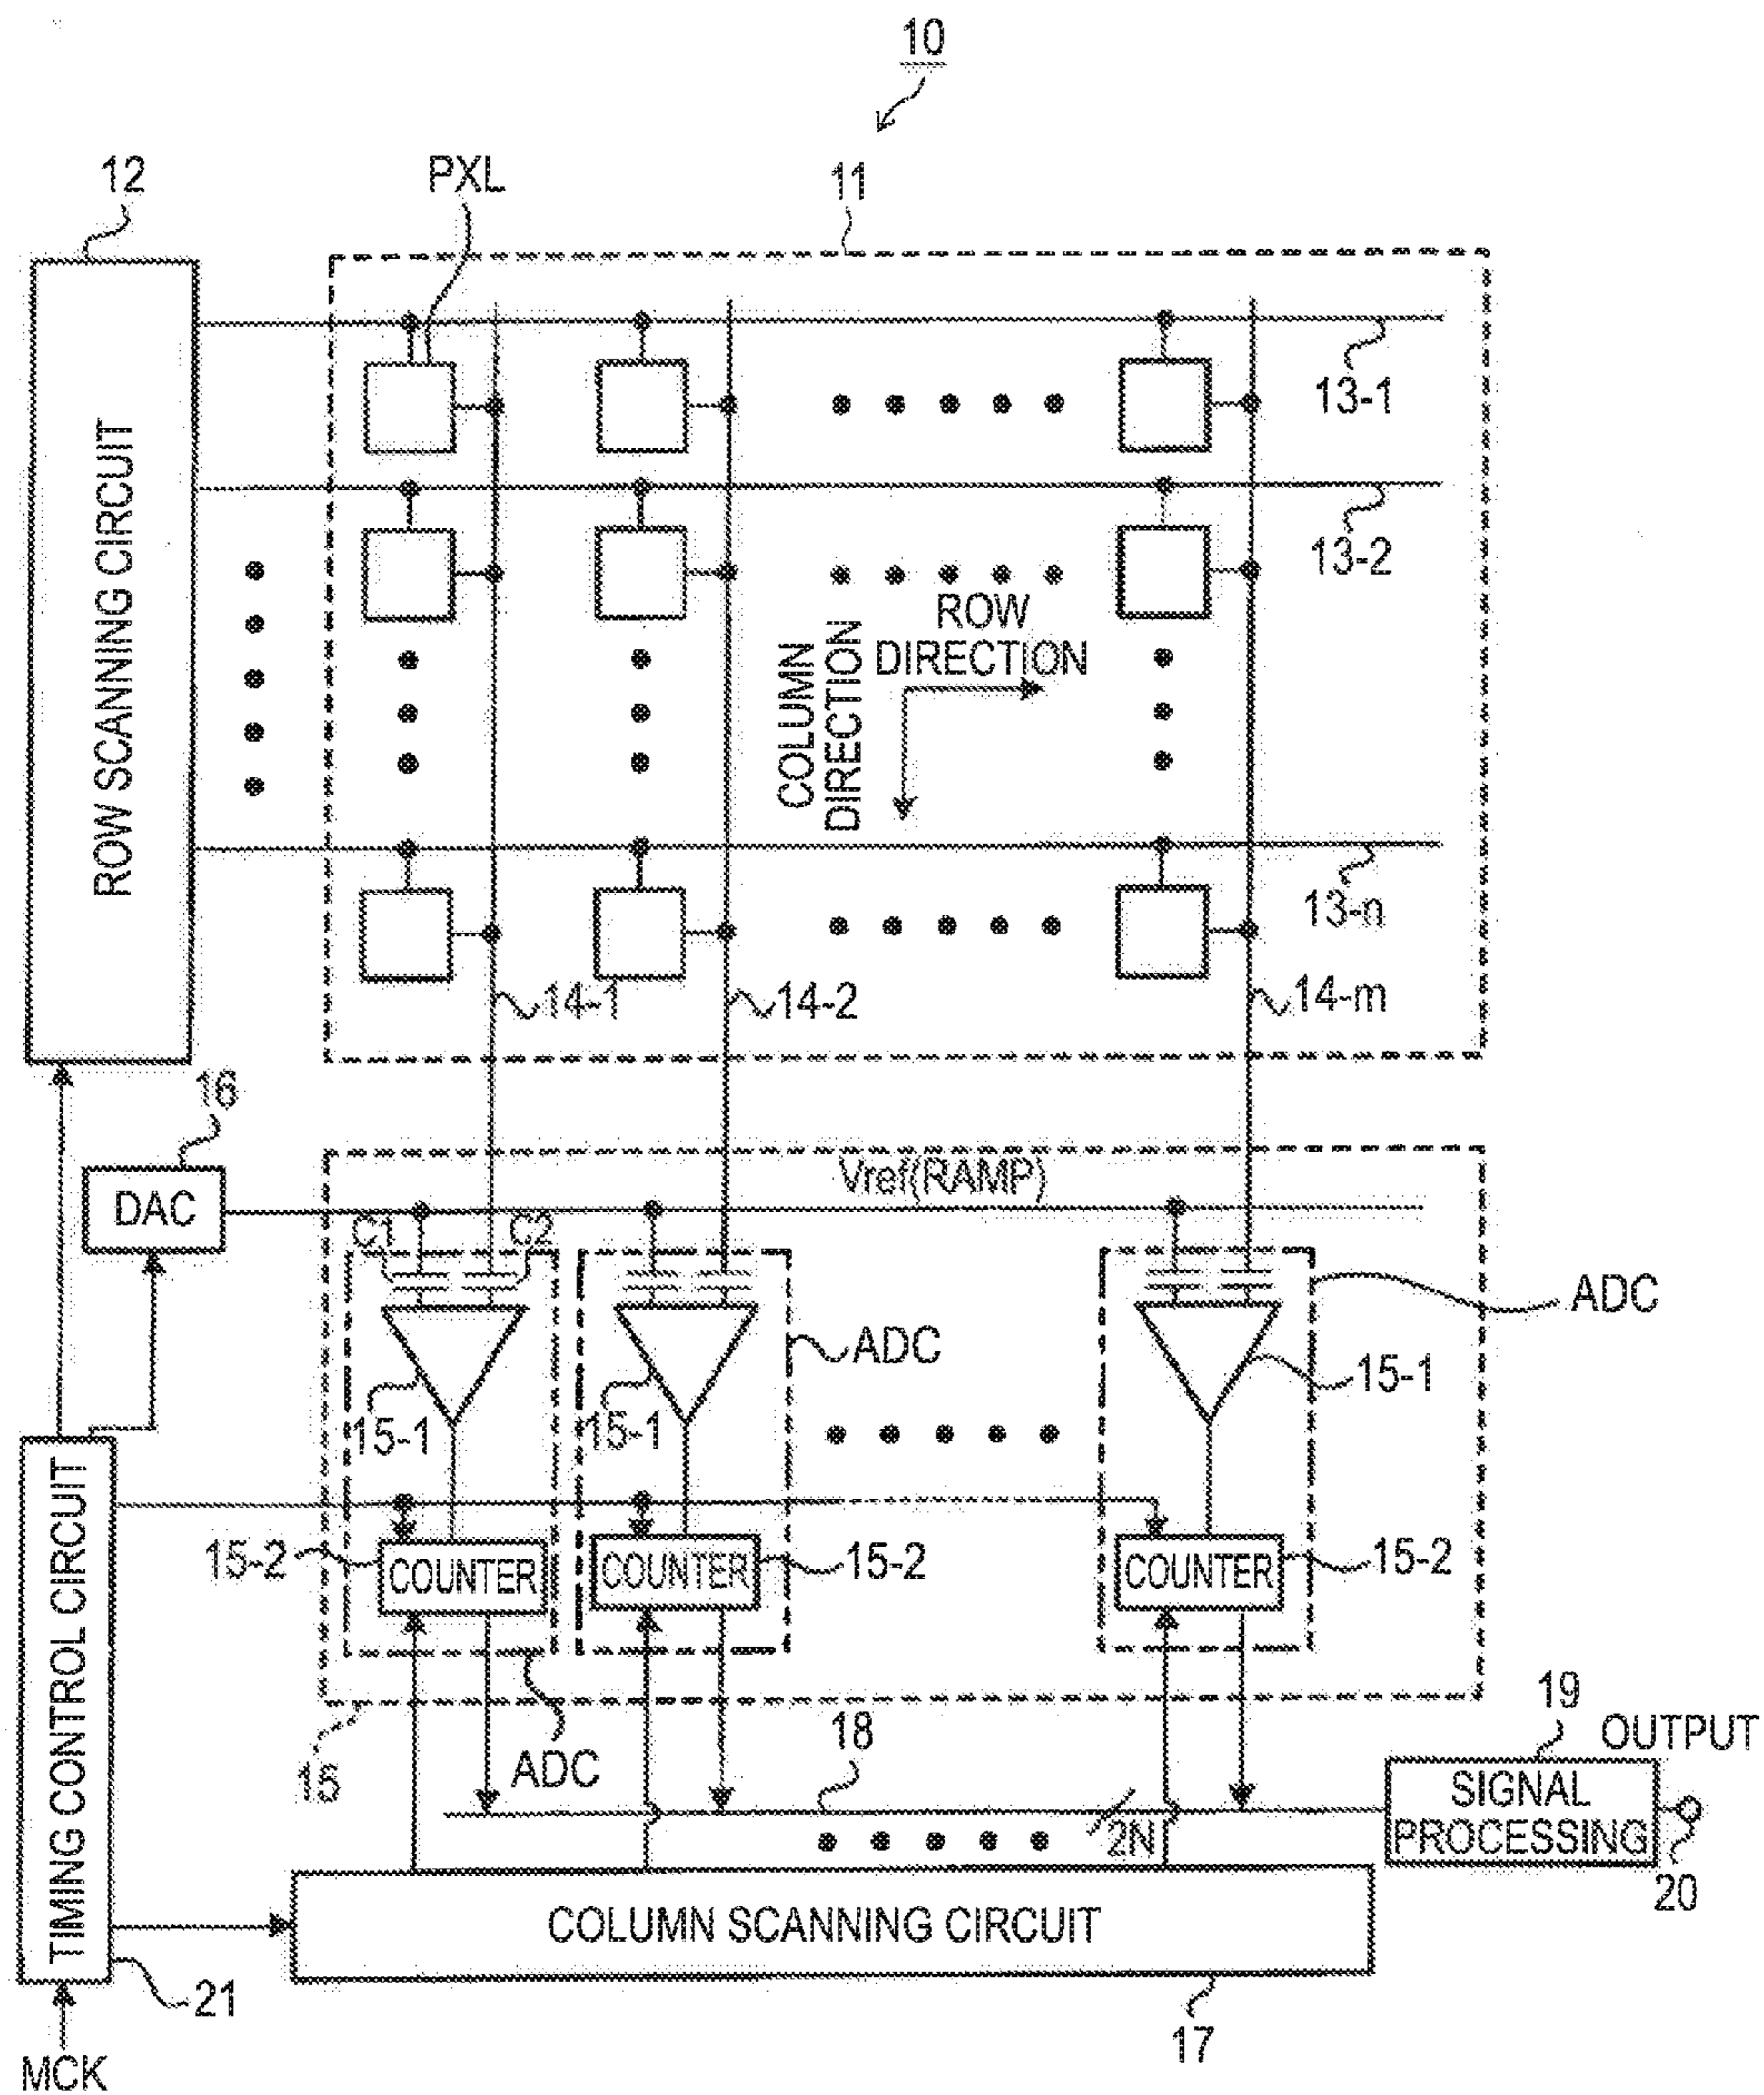 10
12
PXL
11
13-1
ROW SCANNING CIRCUIT
13-2
ROW
DIRECTION
COLUMN
DIRECTION
13-n
14-1
14-2
14-m
16
DAC
Vref(RAMP)
C1
C2
ADC
ADC
15-1
15-1
15-1
TIMING CONTROL CIRCUIT
15-2
COUNTER
COUNTER
15-2
COUNTER
15-2
15
ADC
18
19
OUTPUT
SIGNAL
PROCESSING
2N
20
COLUMN SCANNING CIRCUIT
21
17
MCK